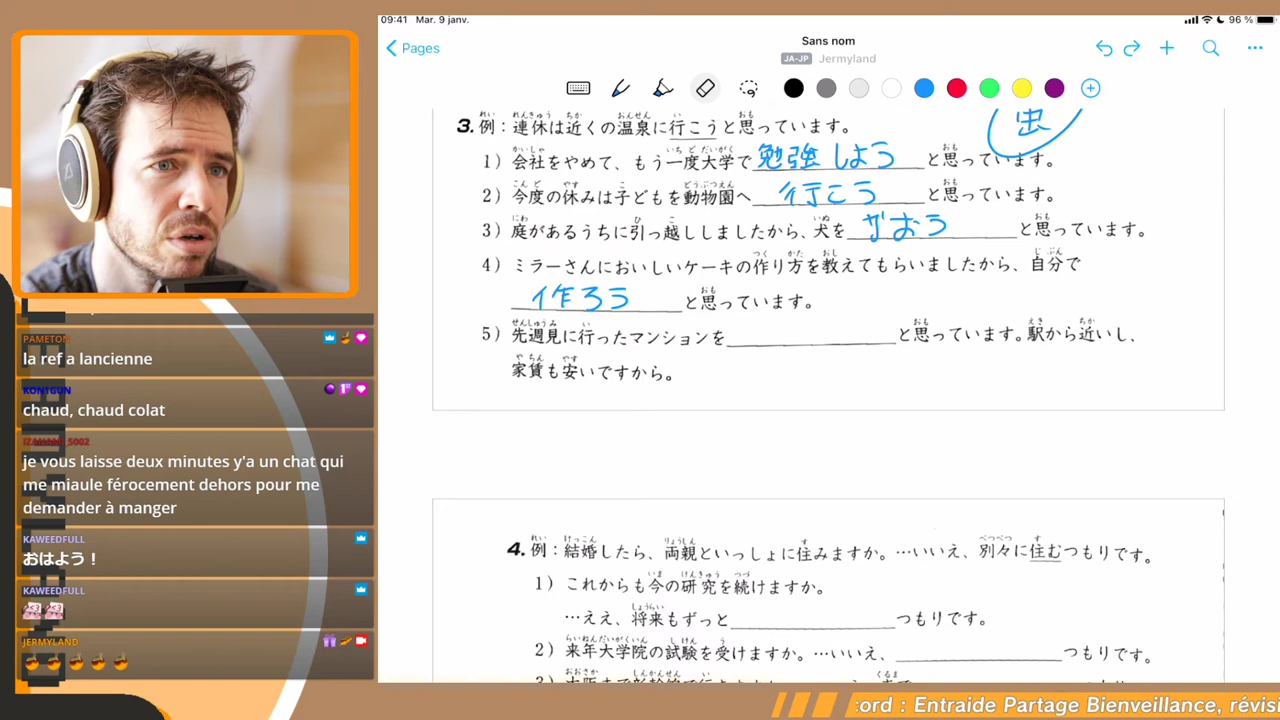 09:41 Mar. 9 janv.
96 %
Pages
Sans nom
JA-JP Jermyland
3. 例：連休は近くの温泉に行こうと思っています。
1）会社をやめて、もう一度大学で勉強しようと思っています。
2）今度の休みは子どもを動物園へ行こうと思っています。
3）庭があるうちに引っ越ししましたから、犬を おうと思っています。
4）ミラーさんにおいしいケーキの作り方を教えてもらいましたから、自分で
作ろうと思っています。
5）先週見に行ったマンションを＿＿＿と思っています。駅から近いし、
家賃も安いですから。
4. 例：結婚したら、両親といっしょに住みますか。…いいえ、別々に住むつもりです。
1）これからも今の研究を続けますか。
…ええ、将来もずっと＿＿＿つもりです。
2）来年大学院の試験を受けますか。…いいえ、＿＿＿つもりです。
PAMETON
la ref a lancienne
KONTGUN
chaud, chaud colat
je vous laisse deux minutes y'a un chat qui
me miaule férocement dehors pour me
demander à manger
KAWEEDFULL
おはよう！
KAWEEDFULL
JERMYLAND
cord : Entraide Partage Bienveillance, révisi